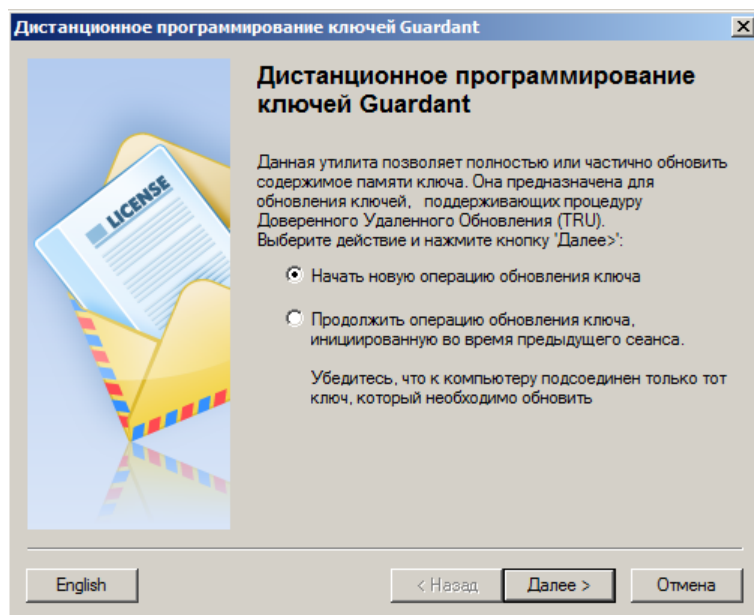 Дистанционное программирование ключей Guardant
Дистанционное программирование
ключей Guardant
LICENSE
Данная утилита позволяет полностью или частично обновить
содержимое памяти ключа. Она предназначена для
обновления ключей, поддерживающих процедуру
Доверенного Удаленного Обновления (TRU).
Выберите действие и нажмите кнопку 'Далее>':
Начать новую операцию обновления ключа
Продолжить операцию обновления ключа,
инициированную во время предыдущего сеанса.
Убедитесь, что к компьютеру подсоединен только тот
ключ, который необходимо обновить
English
< Назад
Далее >
Отмена